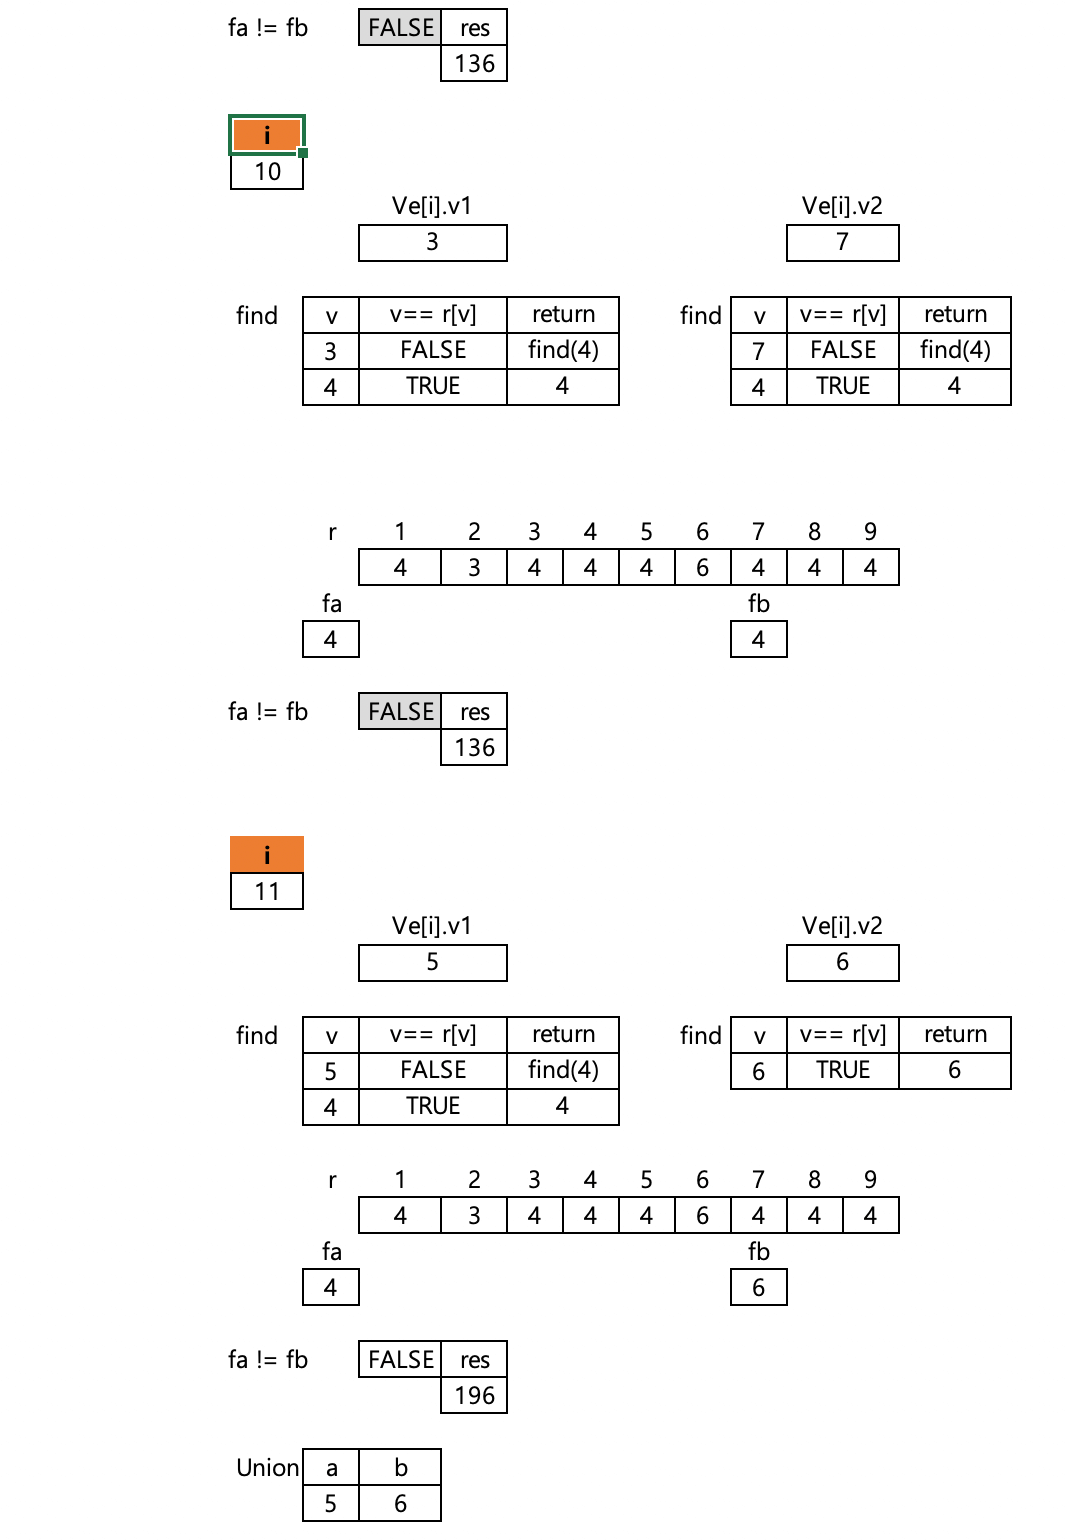 fa != fb FALSE res
136
i
10
Ve[i].v1 Ve[i].v2
3 7
find v v== r[v] return find v v== r[v] return
3 FALSE find(4) 7 FALSE find(4)
4 TRUE 4 4 TRUE 4
r 1 2 3 4 5 6 7 8 9
4 3 4 4 4 6 4 4 4
fa fb
4 4
fa != fb FALSE res
136
i
11
Ve[i].v1 Ve[i].v2
5 6
find v v== r[v] return find v v== r[v] return
5 FALSE find(4) 6 TRUE 6
4 TRUE 4
r 1 2 3 4 5 6 7 8 9
4 3 4 4 4 6 4 4 4
fa fb
4 6
fa != fb FALSE res
196
Union a b
5 6